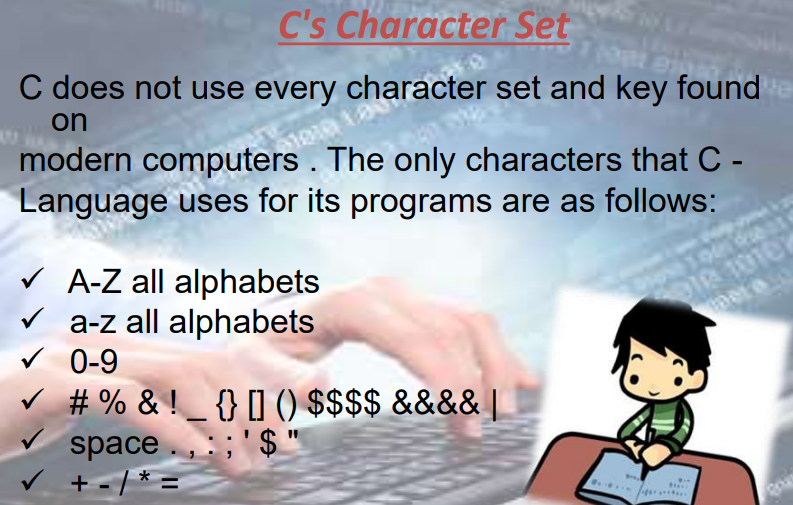 C's Character Set
C does not use every character set and key found
on
modern computers . The only characters that C -
Language uses for its programs are as follows:
✓ A-Z all alphabets
✓ a-z all alphabets
✓ 0-9
✓ # % & ! _ {} [] () $$$$ &&&& |
✓ space . , : ; ' $ "
✓ + - / * =